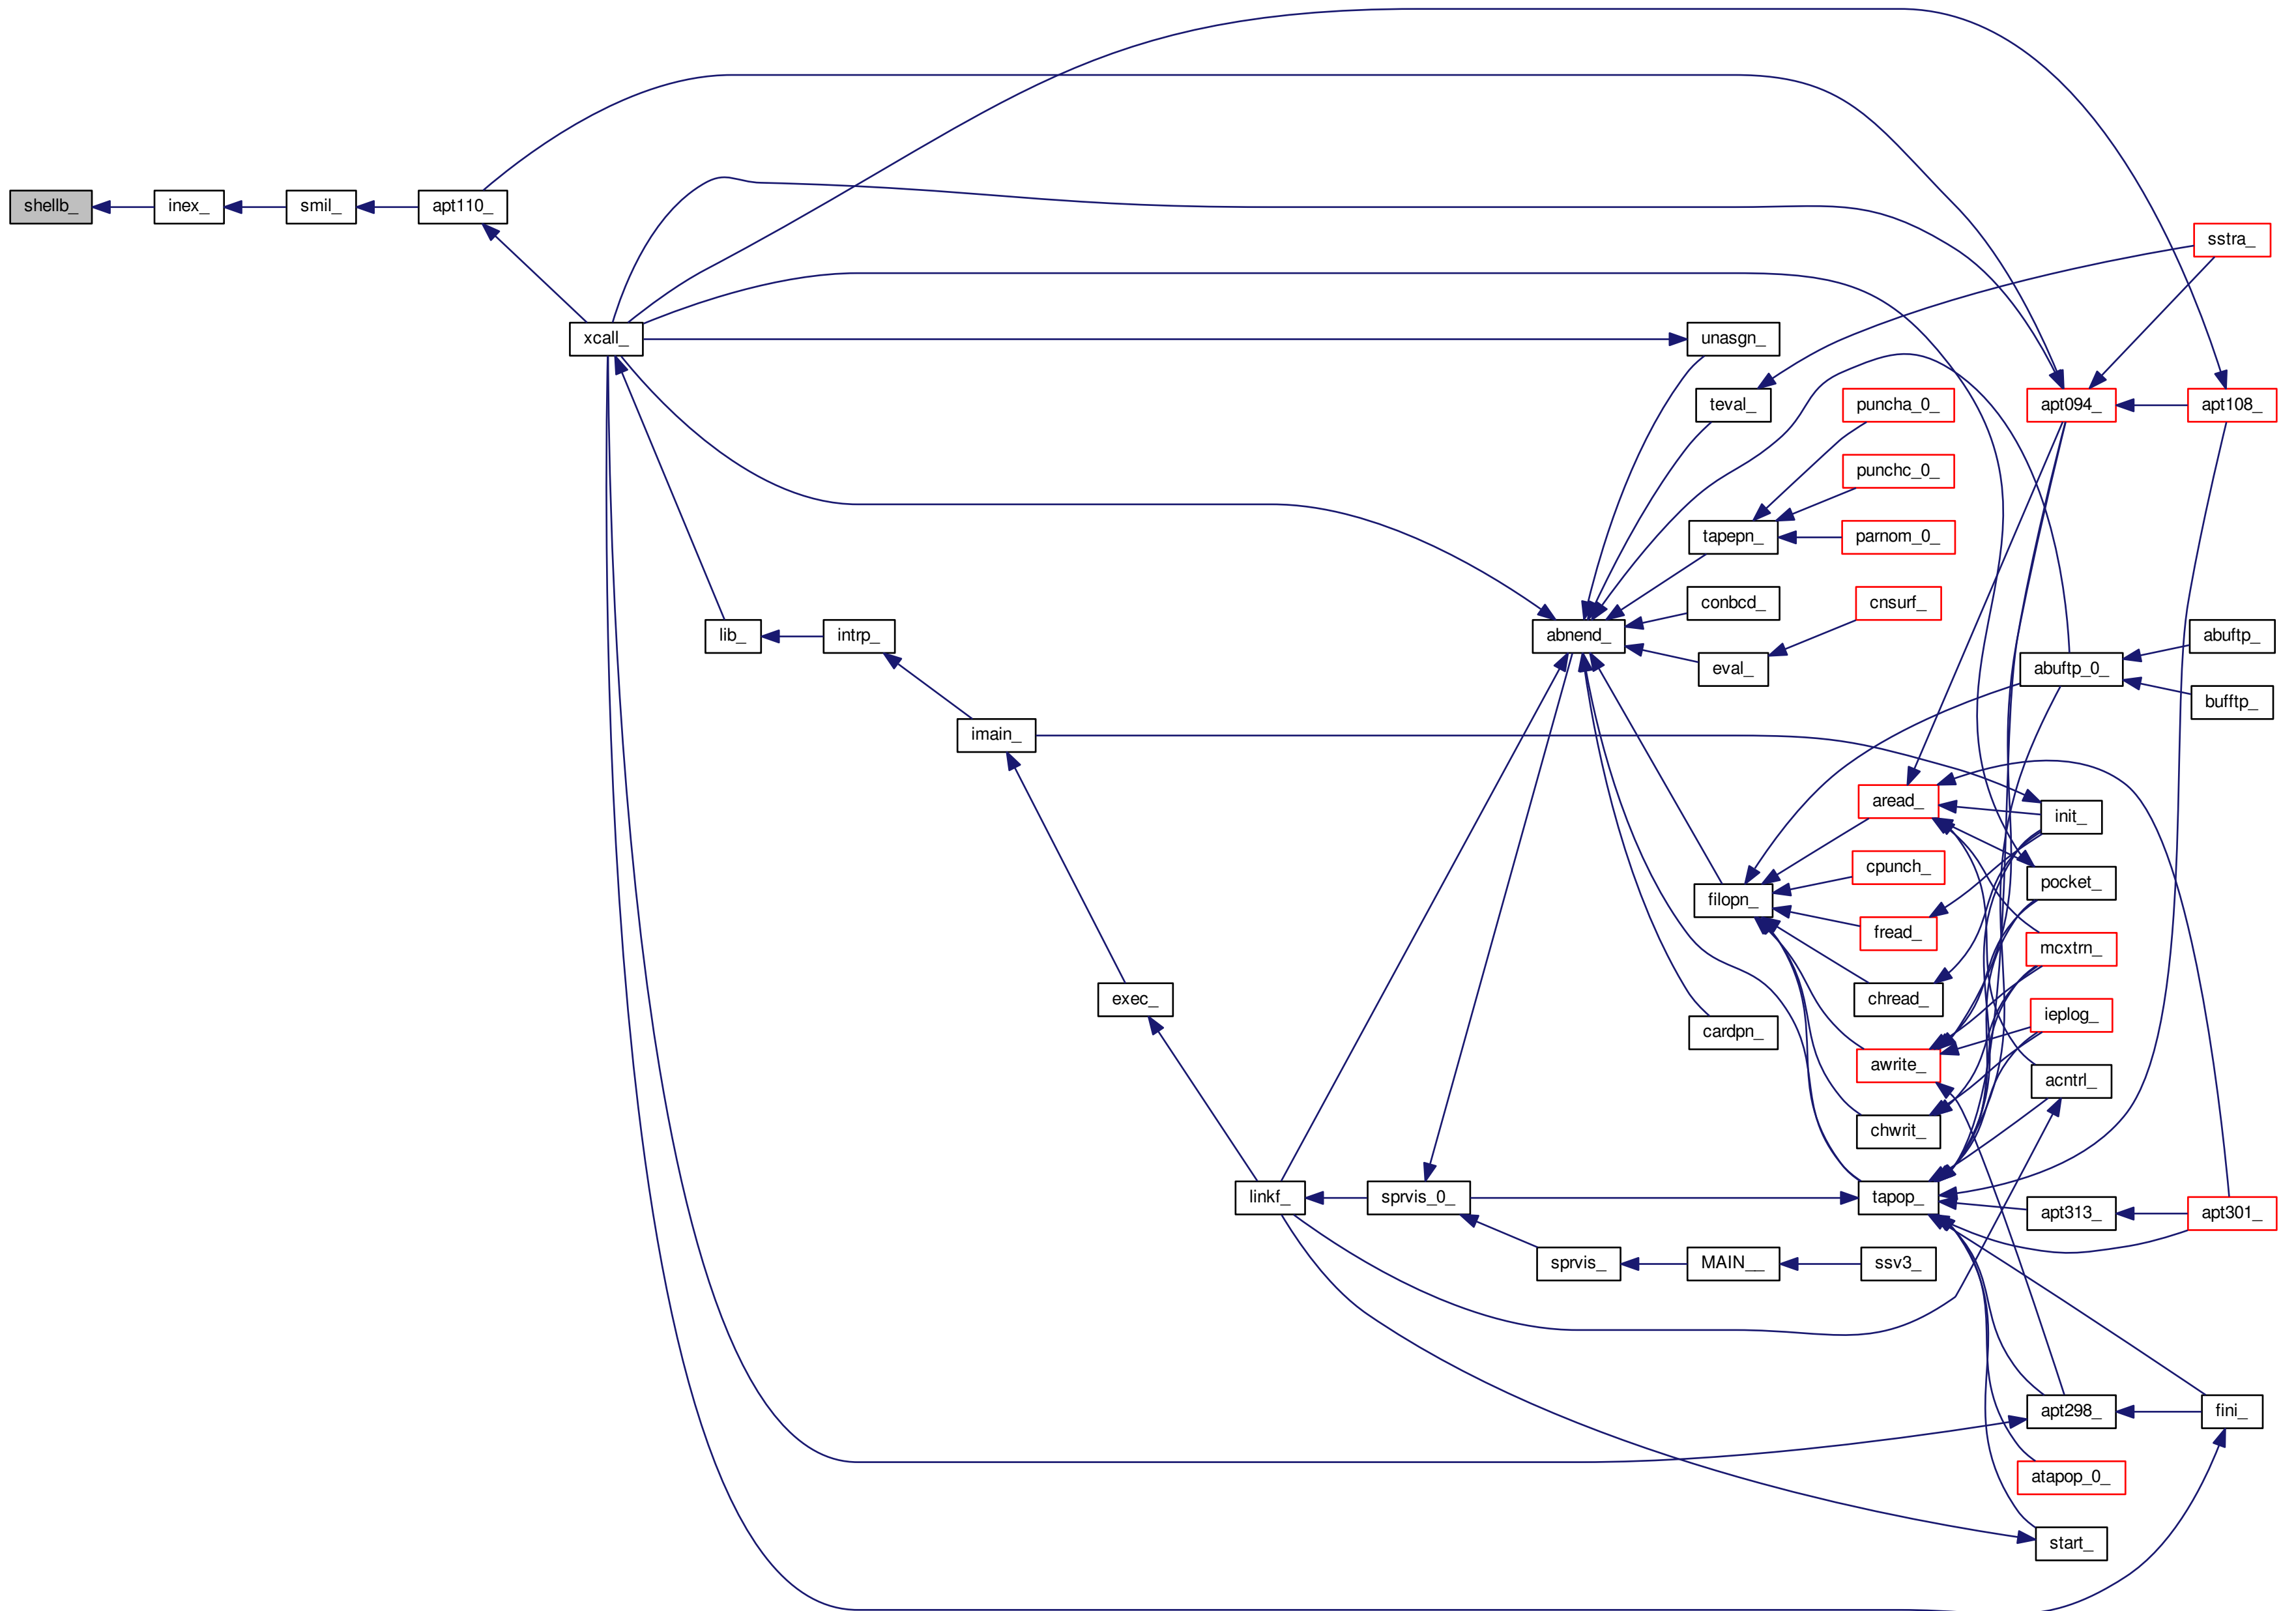 shellb_
inex_
smil_
apt110_
sstra_
xcall_
unasgn_
teval_
puncha_0_
apt094_
apt108_
punchc_0_
tapepn_
parnom_0_
conbcd_
cnsurf_
lib_
intrp_
abnend_
abuftp_
eval_
abuftp_0_
bufftp_
imain_
aread_
init_
cpunch_
pocket_
filopn_
fread_
mcxtrn_
exec_
chread_
ieplog_
cardpn_
awrite_
acntrl_
chwrit_
linkf_
sprvis_0_
tapop_
apt313_
apt301_
sprvis_
MAIN__
ssv3_
apt298_
fini_
atapop_0_
start_